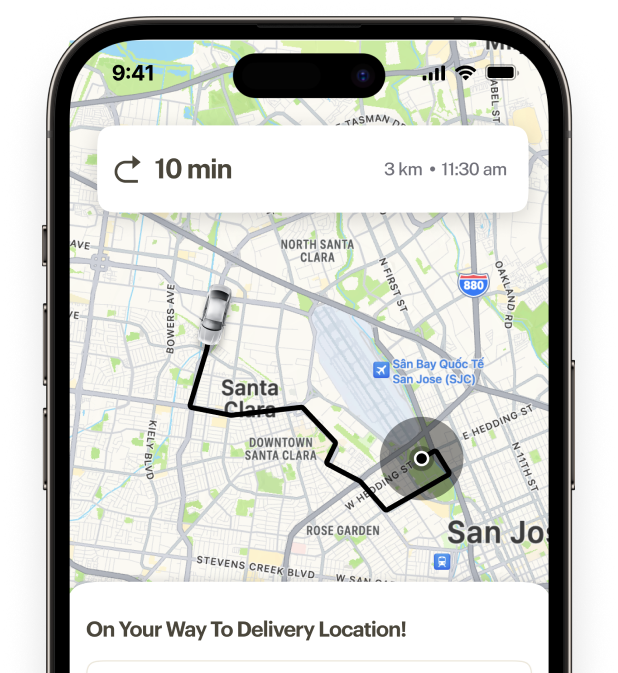 9:41
ABEL ST
TASMAN
10 min
3 km • 11:30 am
AVE
NORTH SANTA
CLARA
N FIRST ST
880
OAKLAND RD
BOWERS AVE
Sân Bay Quốc Tế
San Jose (SJC)
Santa
Clara
KIELY BLVD
DOWNTOWN
SANTA CLARA
E HEDDING ST
W HEDDING ST
N 11TH ST
ROSE GARDEN
San Jos
STEVENS CREEK BLVD
W SAN
On Your Way To Delivery Location!